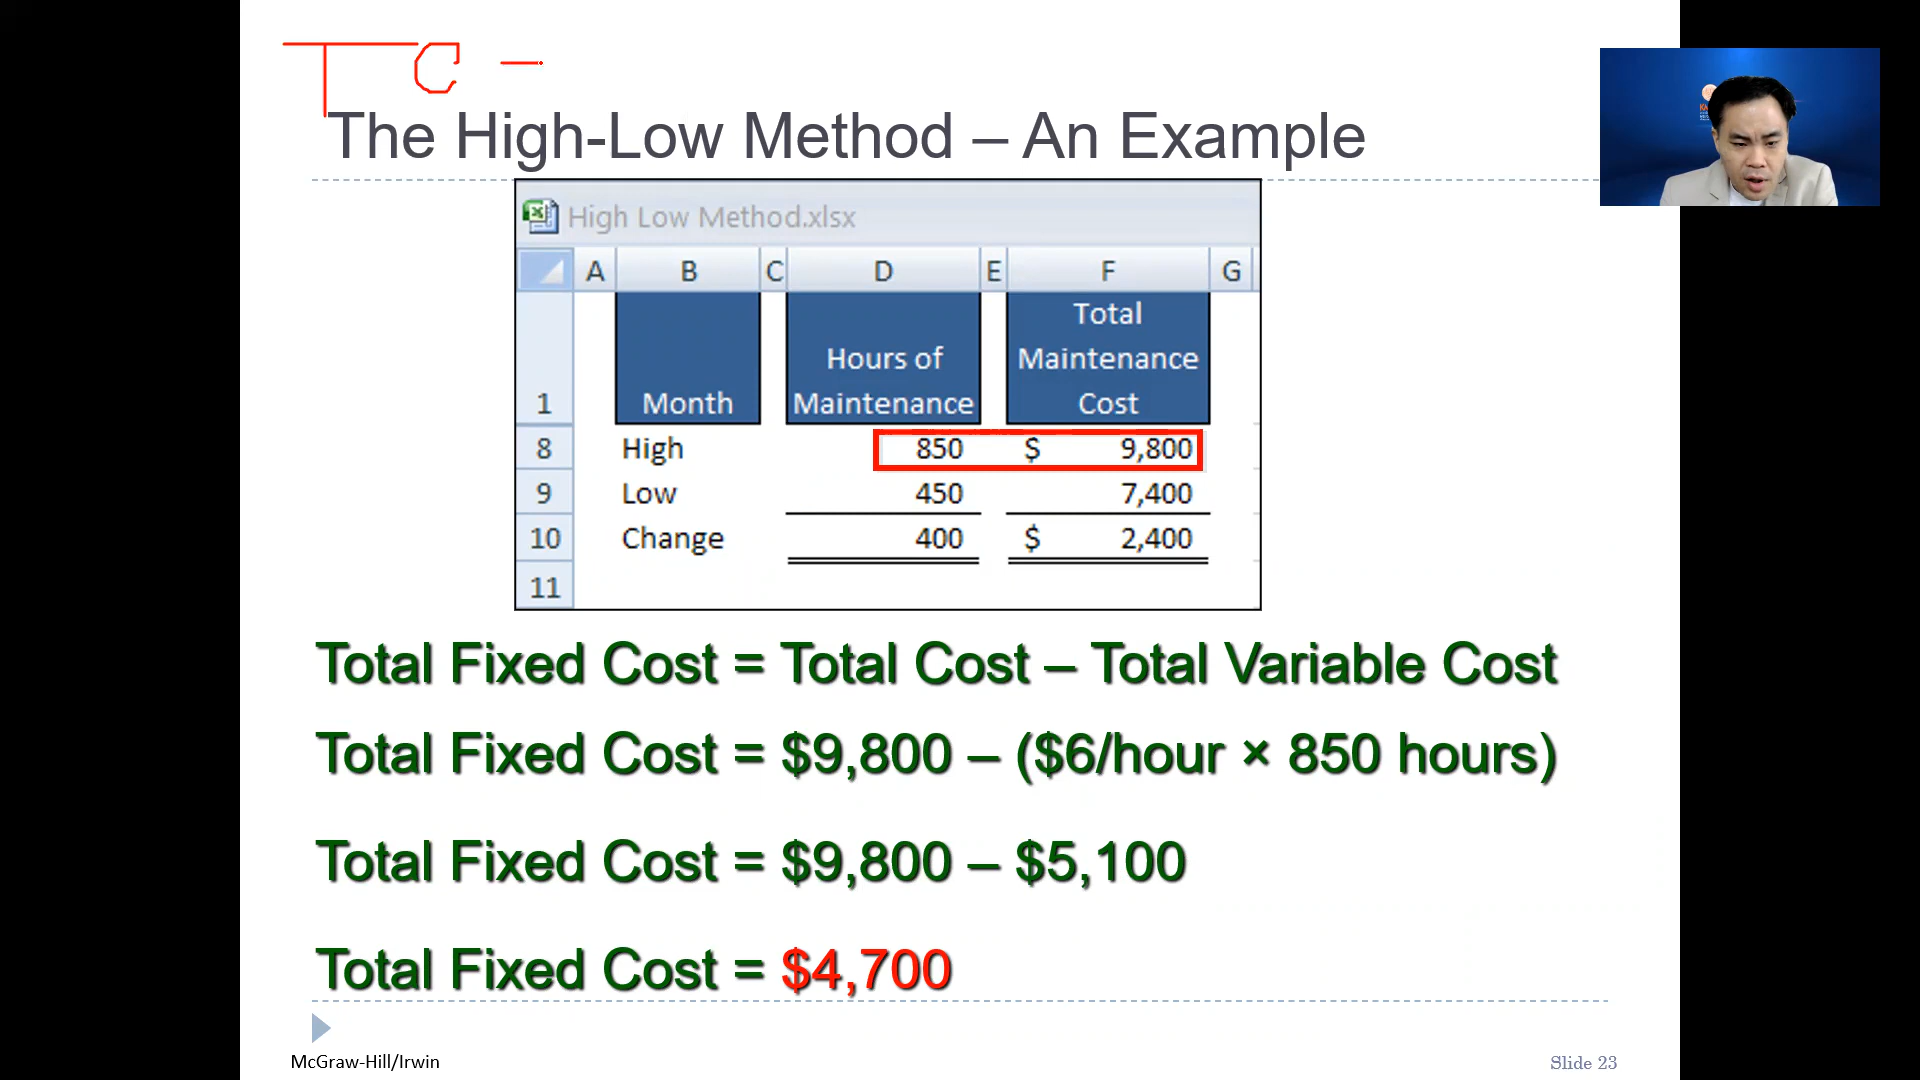 TC -
The High-Low Method – An Example
High Low Method.xlsx
A B C D E F G
1 Month Hours of Maintenance Total Maintenance Cost
8 High 850 $ 9,800
9 Low 450 7,400
10 Change 400 $ 2,400
11
Total Fixed Cost = Total Cost – Total Variable Cost
Total Fixed Cost = $9,800 – ($6/hour × 850 hours)
Total Fixed Cost = $9,800 – $5,100
Total Fixed Cost = $4,700
McGraw-Hill/Irwin
Slide 23